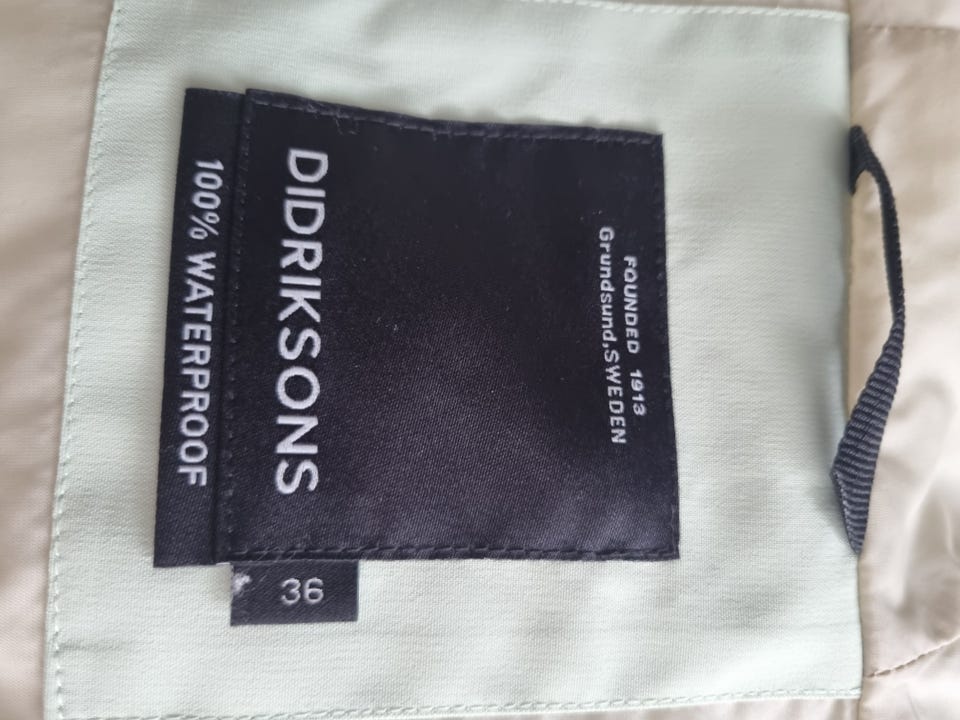 FOUNDED 1913
Grundsund,SWEDEN
DIDRIKSONS
100% WATERPROOF
36